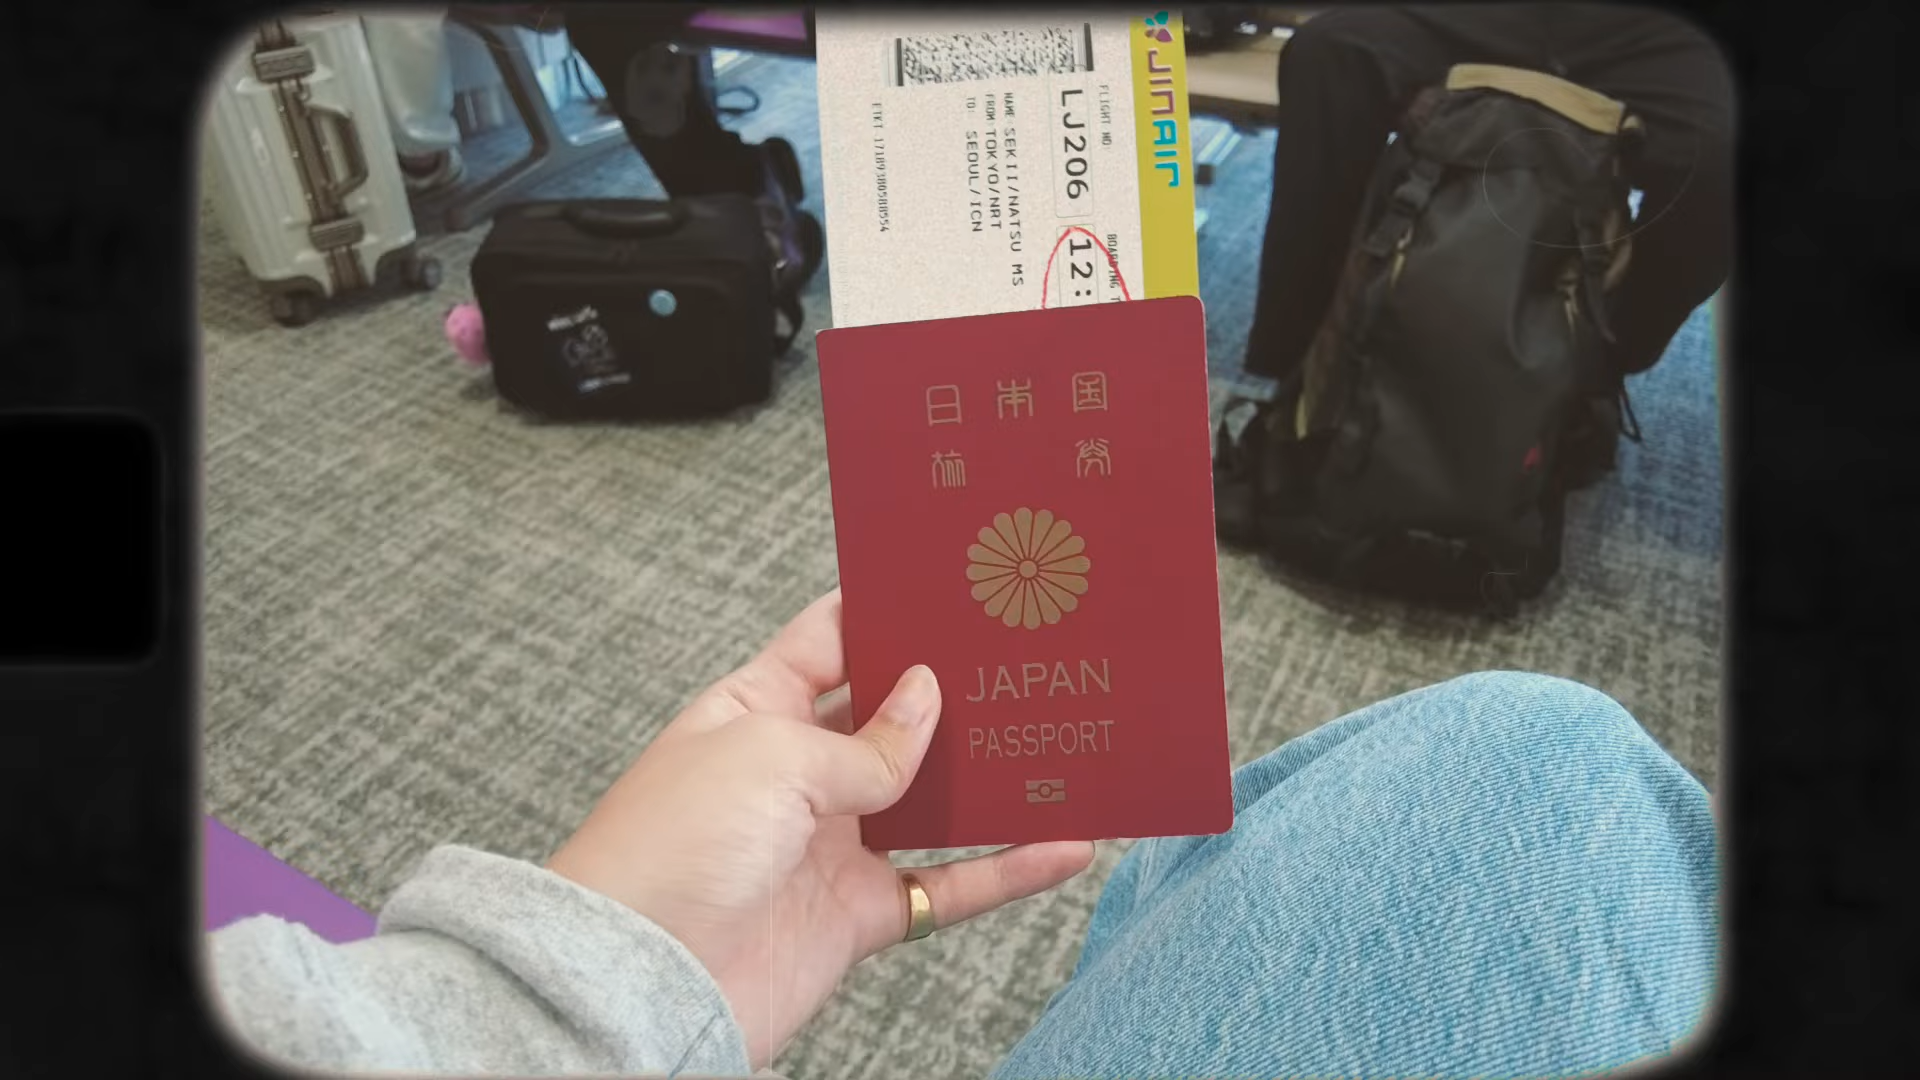 JINAIR
FLIGHT NO:
LJ206
BOARDING T
12:
NAME SEKII/NATSU MS
FROM TOKYO/NRT
TO: SEOUL/ICN
日本国
旅券
JAPAN
PASSPORT